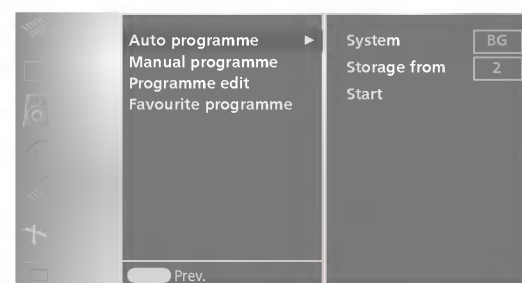 Auto programme ►
Manual programme
Programme edit
Favourite programme
Prev.
System BG
Storage from 2
Start